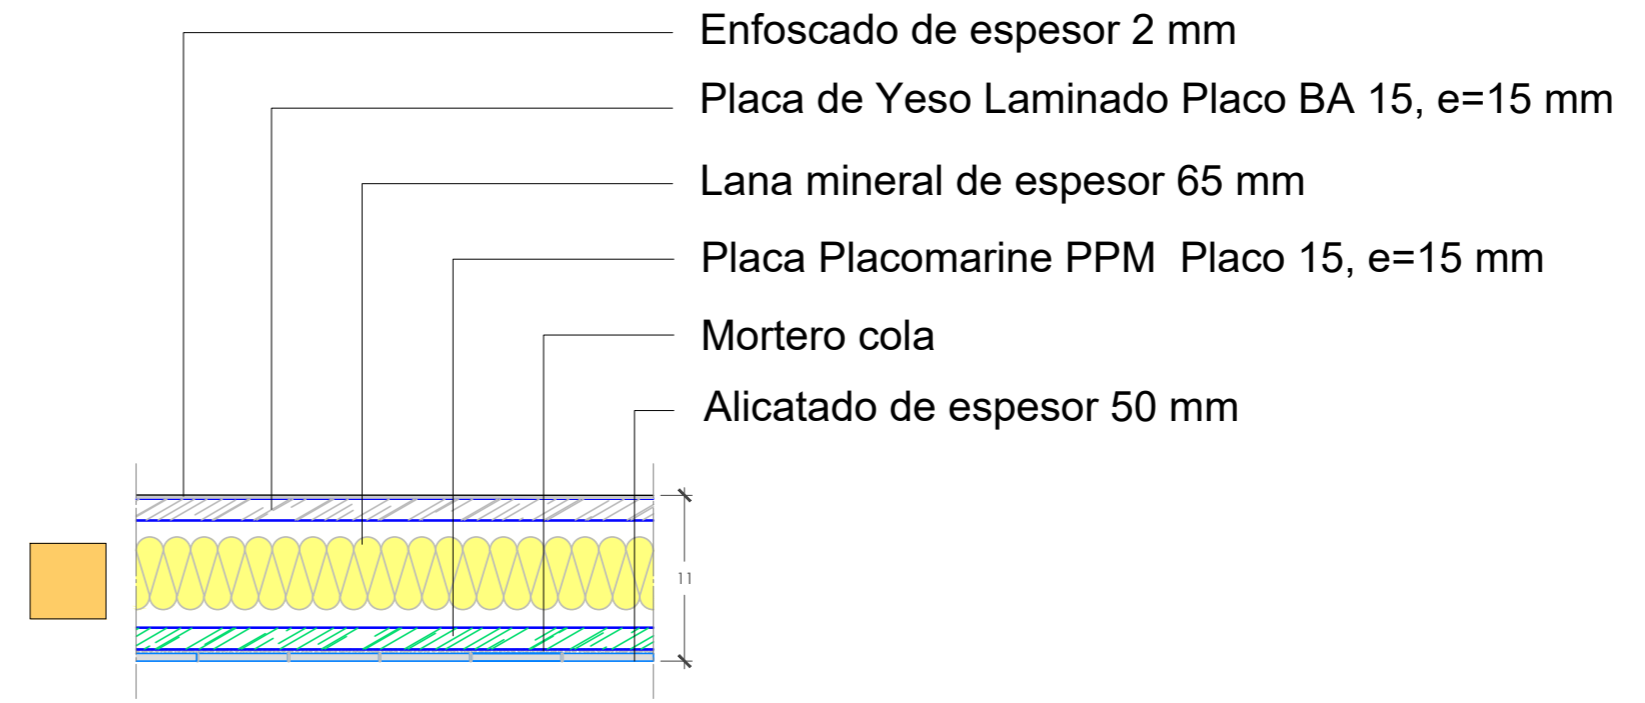 Enfoscado de espesor 2 mm
Placa de Yeso Laminado Placo BA 15, e=15 mm
Lana mineral de espesor 65 mm
Placa Placomarine PPM  Placo 15, e=15 mm
Mortero cola
Alicatado de espesor 50 mm
11